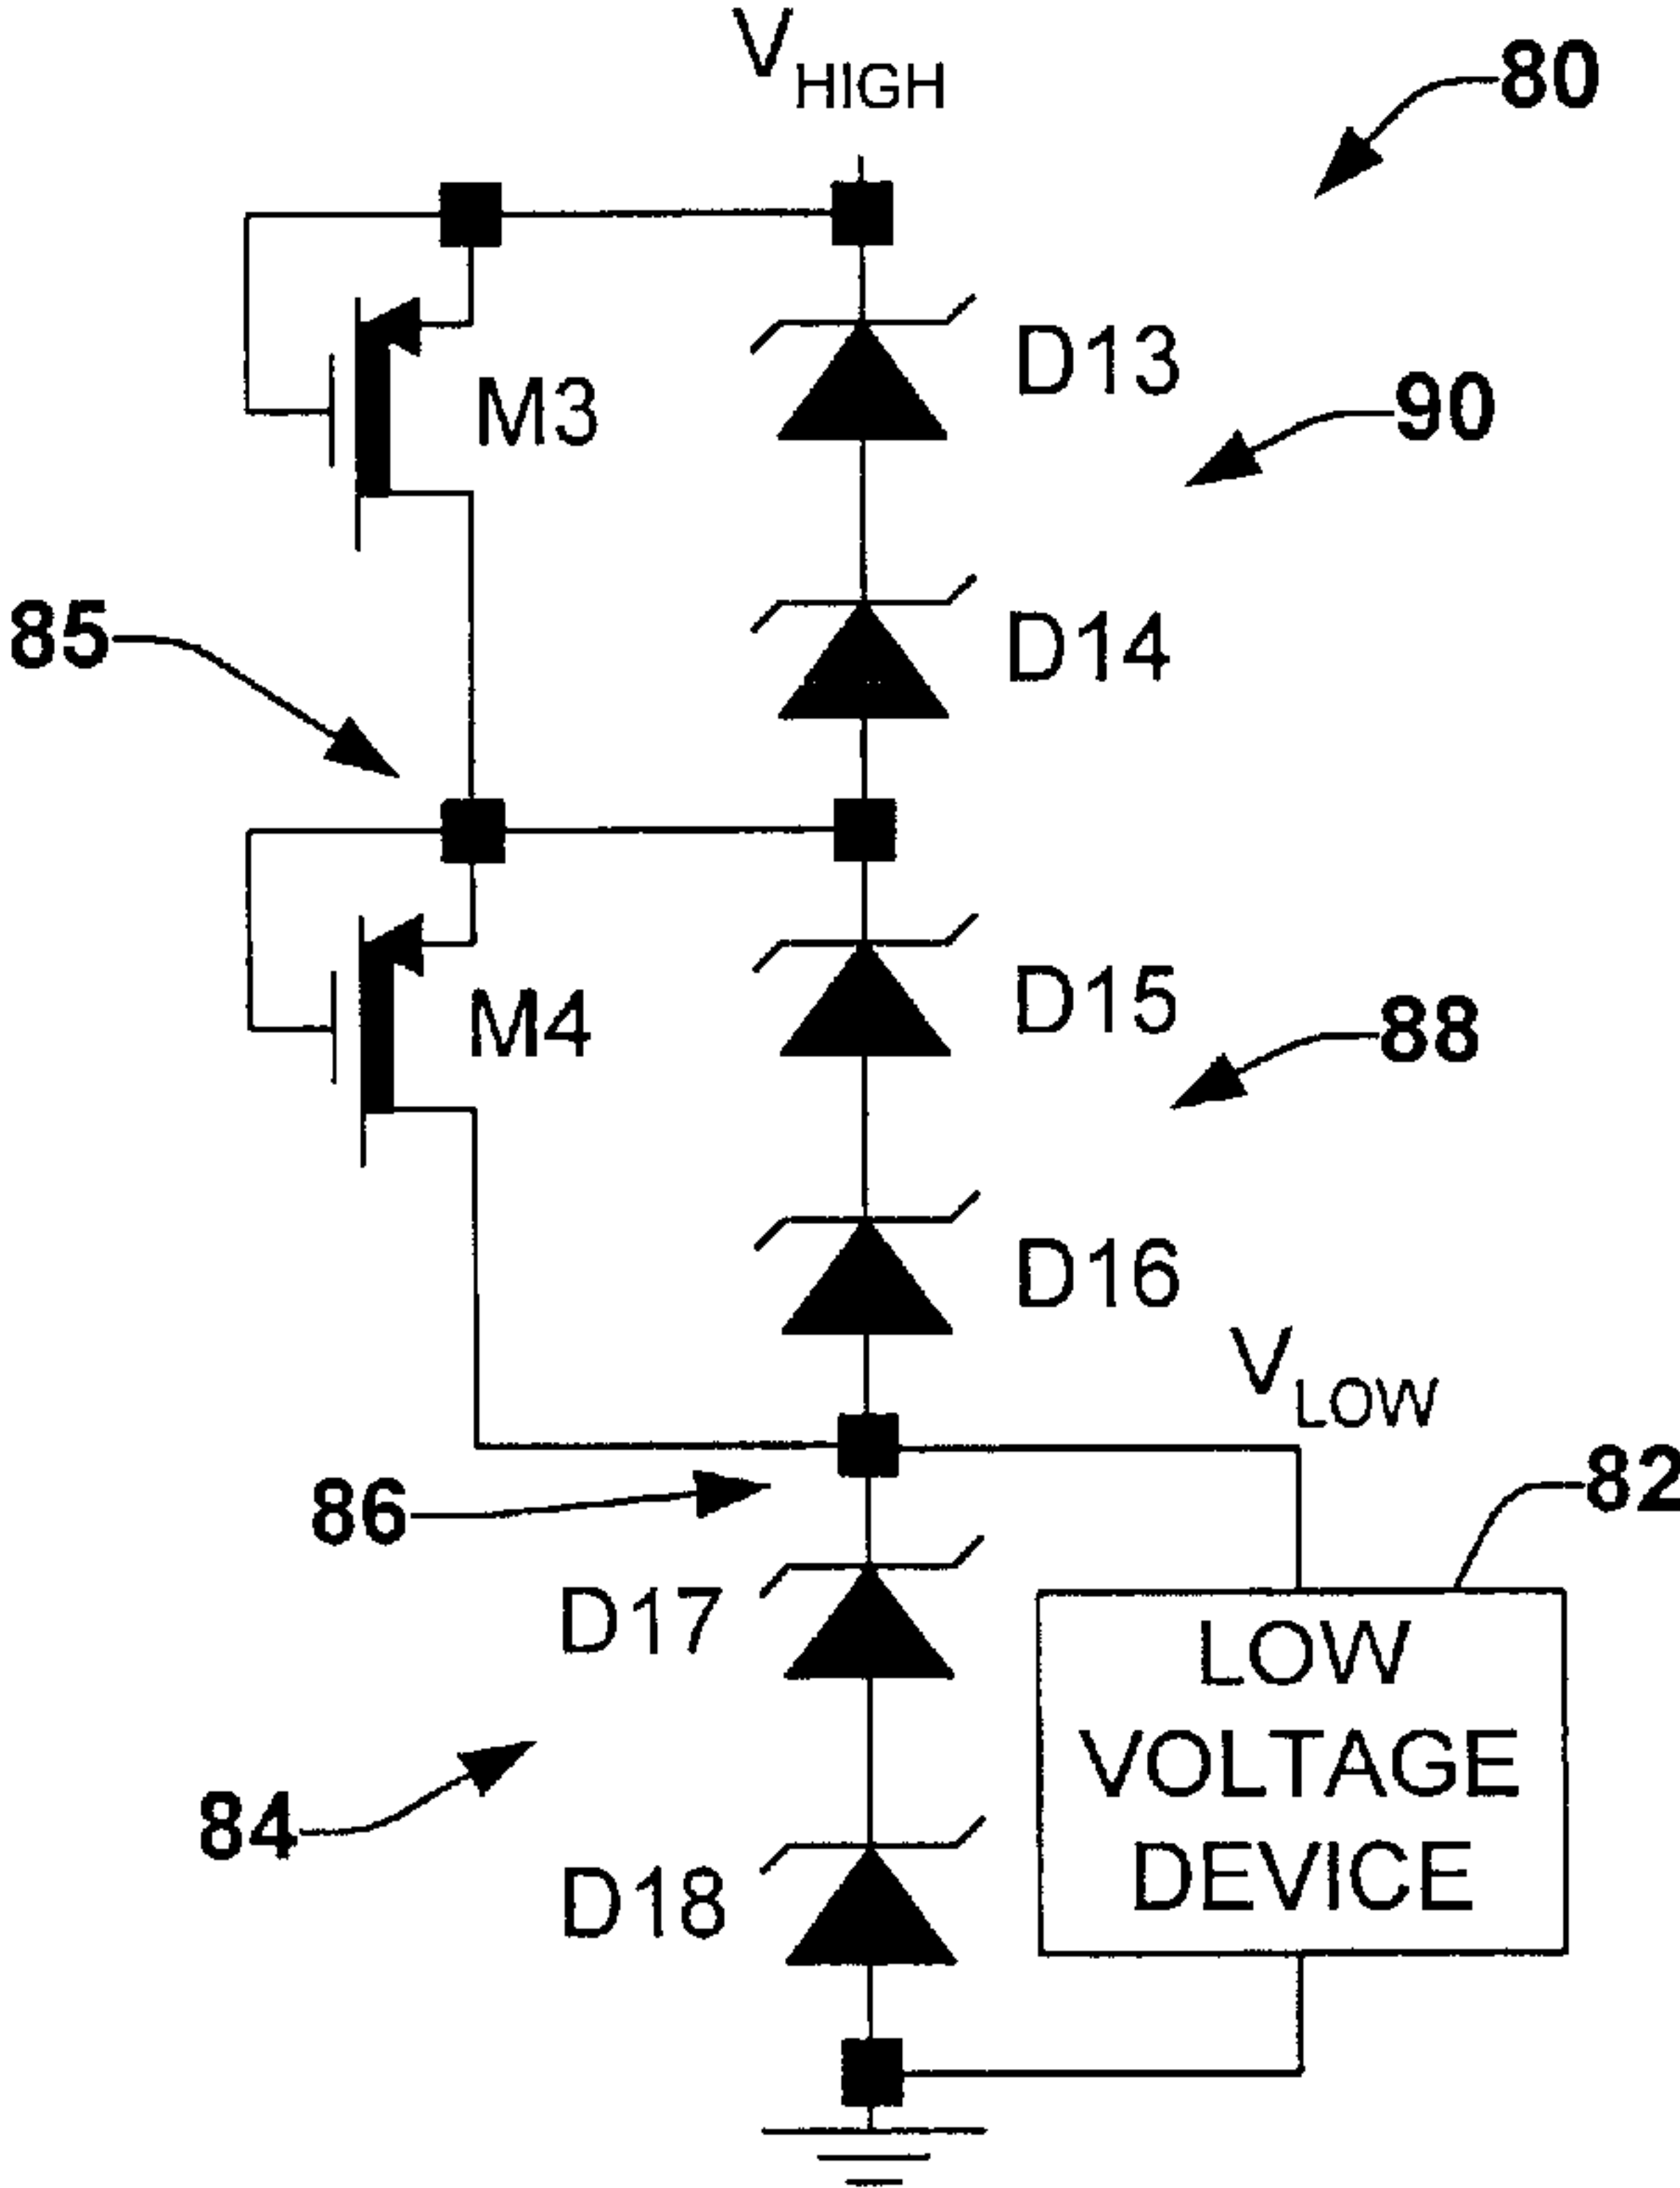 VHIGH
80
D13
M3
90
85
D14
D15
M4
88
D16
VLOW
86
82
D17
LOW
VOLTAGE
84
D18
DEVICE